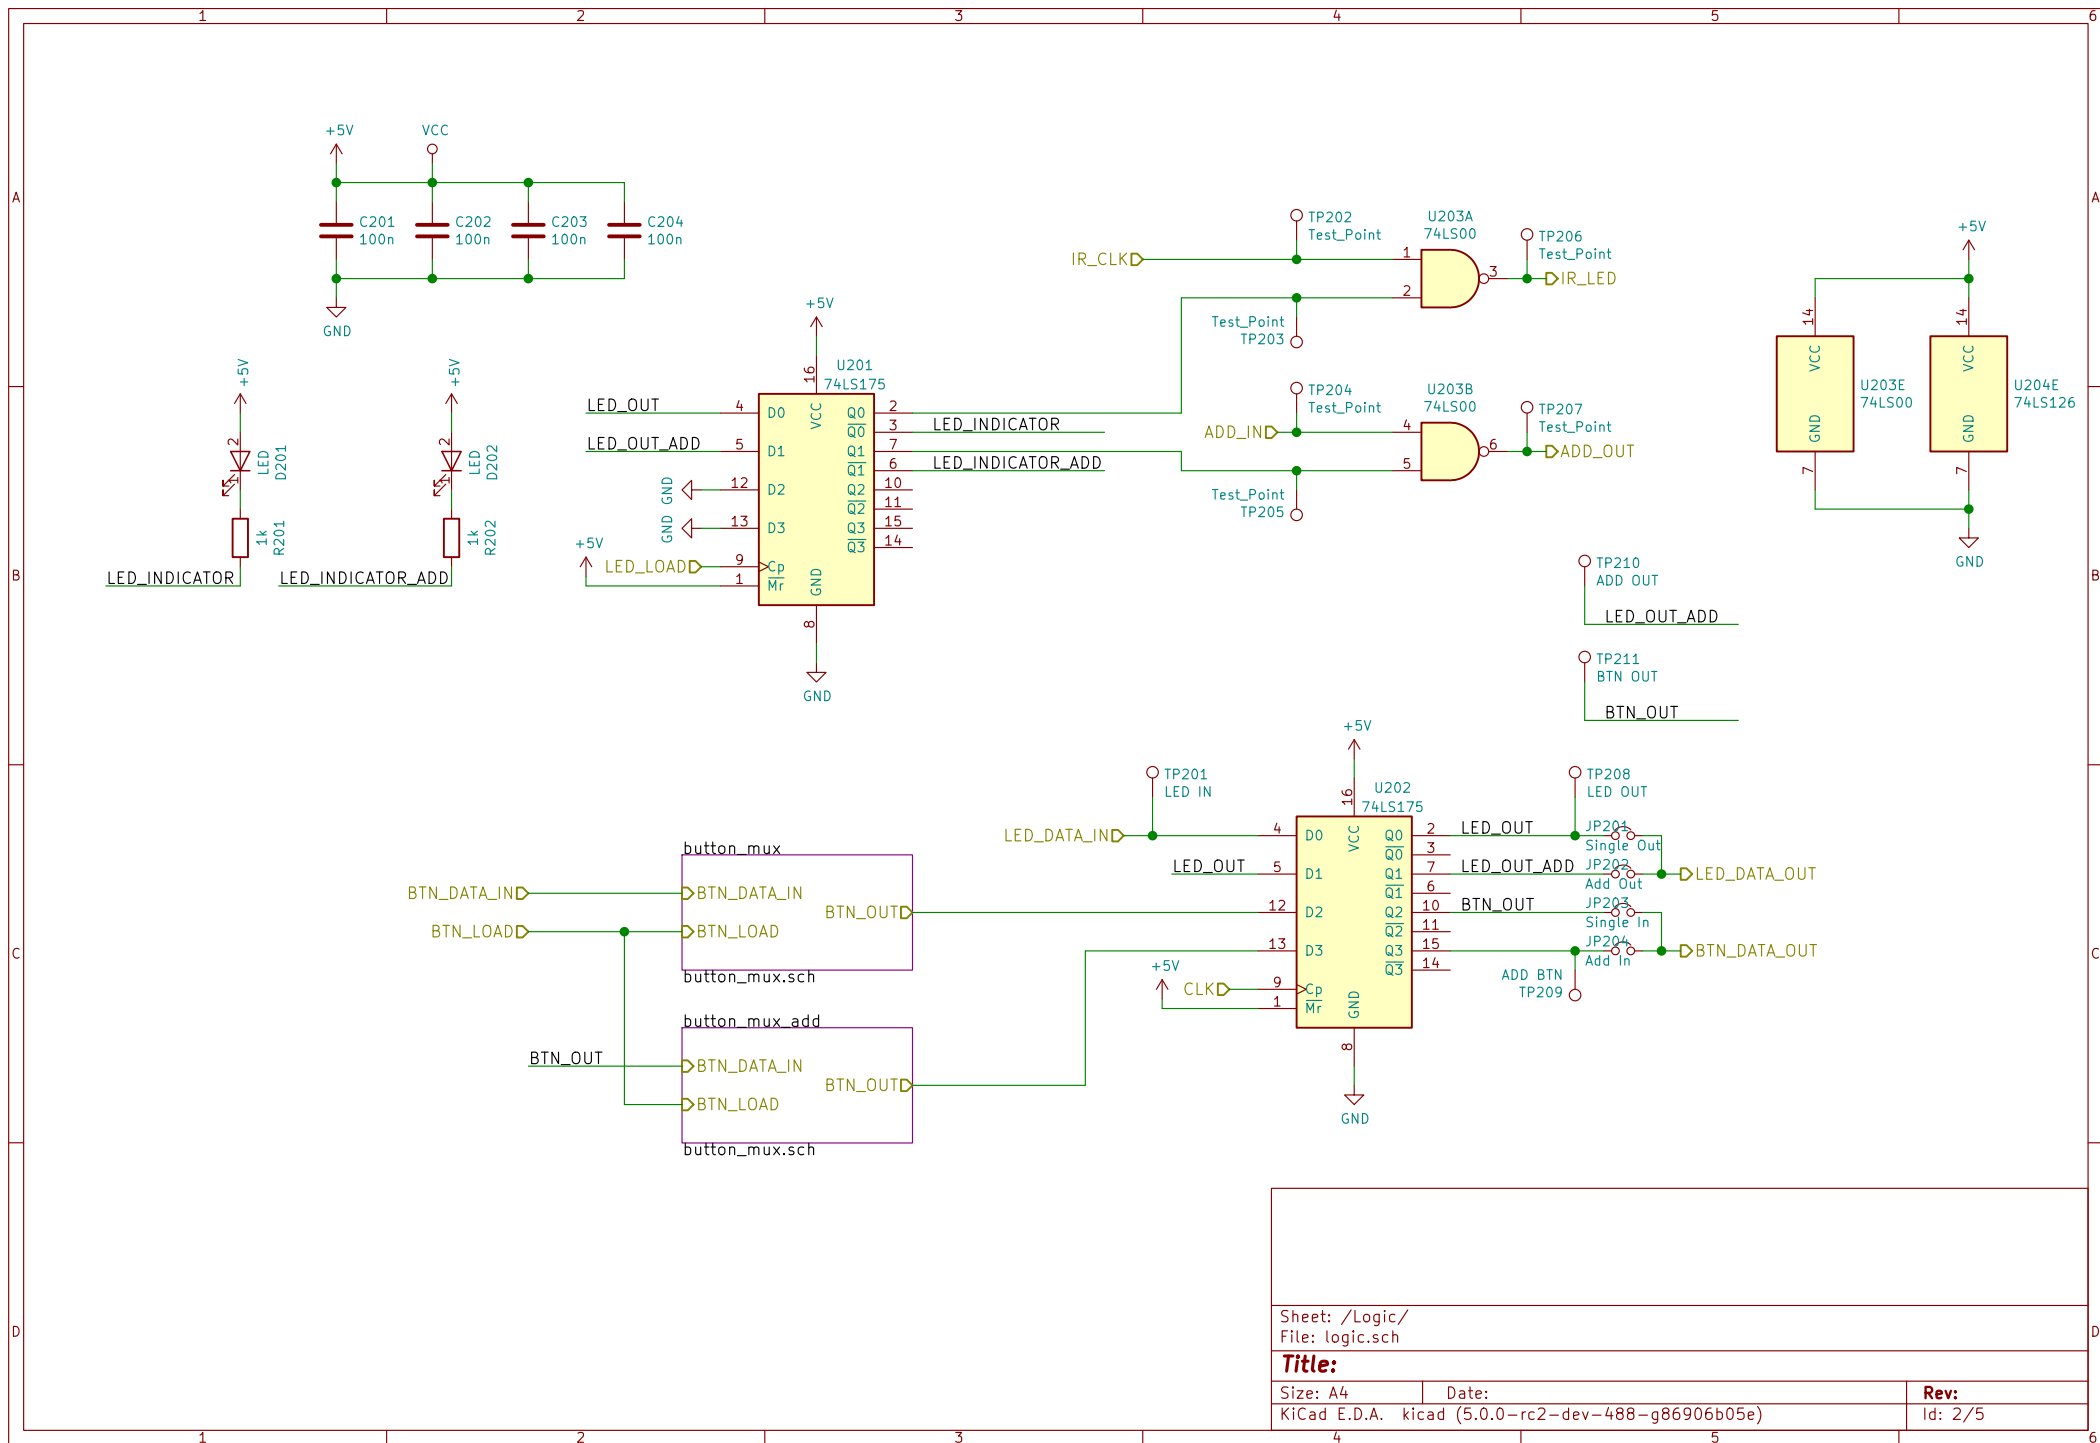 1 2 3 4 5 6
A
A
+5V
VCC
C201
100n
C202
100n
C203
100n
C204
100n
GND
TP202
Test_Point
U203A
74LS00
TP206
Test_Point
IR_CLK
1
2
3
IR_LED
Test_Point
TP203
+5V
14
VCC
GND
7
U203E
74LS00
14
VCC
GND
7
U204E
74LS126
GND
TP204
Test_Point
U203B
74LS00
TP207
Test_Point
ADD_IN
4
5
6
ADD_OUT
Test_Point
TP205
+5V
2
1
LED
D201
1k
R201
LED_INDICATOR
+5V
2
1
LED
D202
1k
R202
LED_INDICATOR_ADD
+5V
U201
74LS175
16
VCC
LED_OUT
4
D0
Q0
2
Q0
3
LED_INDICATOR
LED_OUT_ADD
5
D1
Q1
7
Q1
6
LED_INDICATOR_ADD
GND
12
D2
Q2
10
Q2
11
GND
13
D3
Q3
15
Q3
14
+5V
LED_LOAD
9
Cp
1
Mr
GND
8
GND
B
B
TP210
ADD OUT
LED_OUT_ADD
TP211
BTN OUT
BTN_OUT
+5V
U202
74LS175
16
VCC
TP201
LED IN
LED_DATA_IN
4
D0
LED_OUT
5
D1
12
D2
13
D3
+5V
CLK
9
Cp
1
Mr
GND
8
GND
Q0
2
LED_OUT
Q0
3
Q1
7
LED_OUT_ADD
Q1
6
Q2
10
BTN_OUT
Q2
11
Q3
15
Q3
14
TP208
LED OUT
JP201
Single Out
JP202
Add Out
LED_DATA_OUT
JP203
Single In
JP204
Add In
BTN_DATA_OUT
ADD BTN
TP209
C
C
button_mux
BTN_DATA_IN
BTN_DATA_IN
BTN_OUT
BTN_LOAD
BTN_LOAD
button_mux.sch
button_mux_add
BTN_OUT
BTN_DATA_IN
BTN_OUT
BTN_LOAD
button_mux.sch
D
D
Sheet: /Logic/
File: logic.sch
Title:
Size: A4 Date: Rev:
KiCad E.D.A. kicad (5.0.0-rc2-dev-488-g86906b05e) Id: 2/5
1 2 3 4 5 6